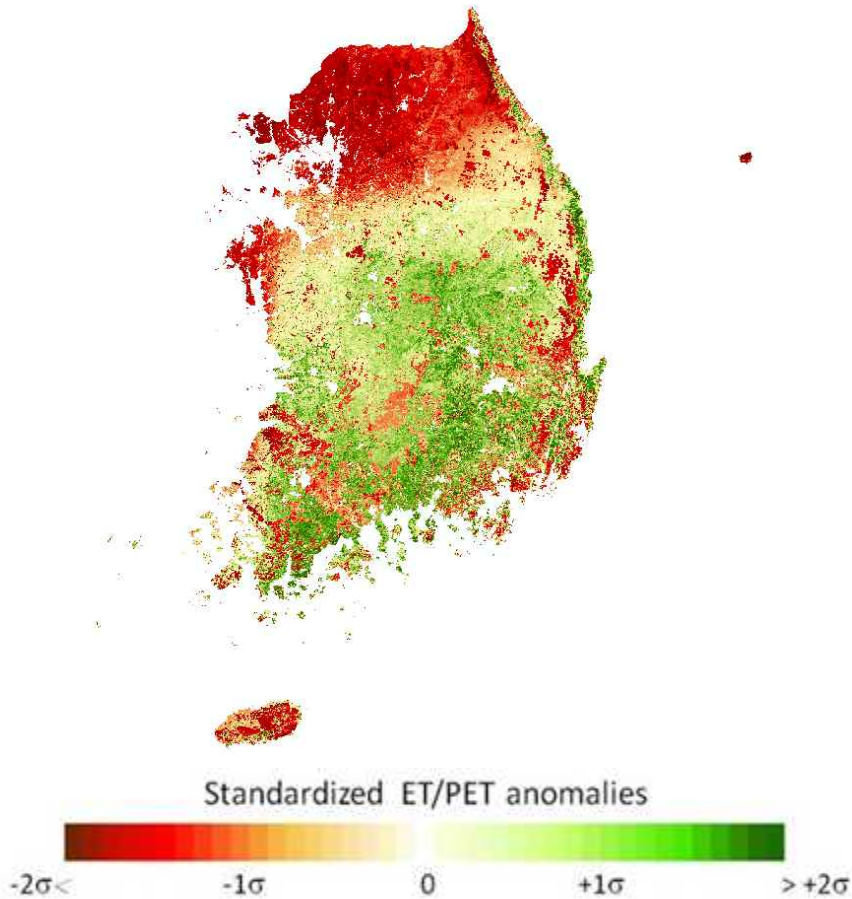 Standardized ET/PET anomalies
-2σ< -1σ 0 +1σ > +2σ